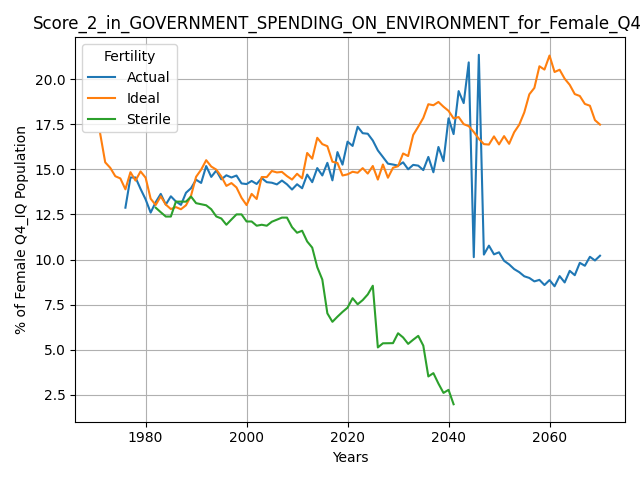 Score_2_in_GOVERNMENT_SPENDING_ON_ENVIRONMENT_for_Female_Q4
Fertility
Actual
Ideal
Sterile
% of Female Q4_IQ Population
20.0
17.5
15.0
12.5
10.0
7.5
5.0
2.5
1980 2000 2020 2040 2060
Years